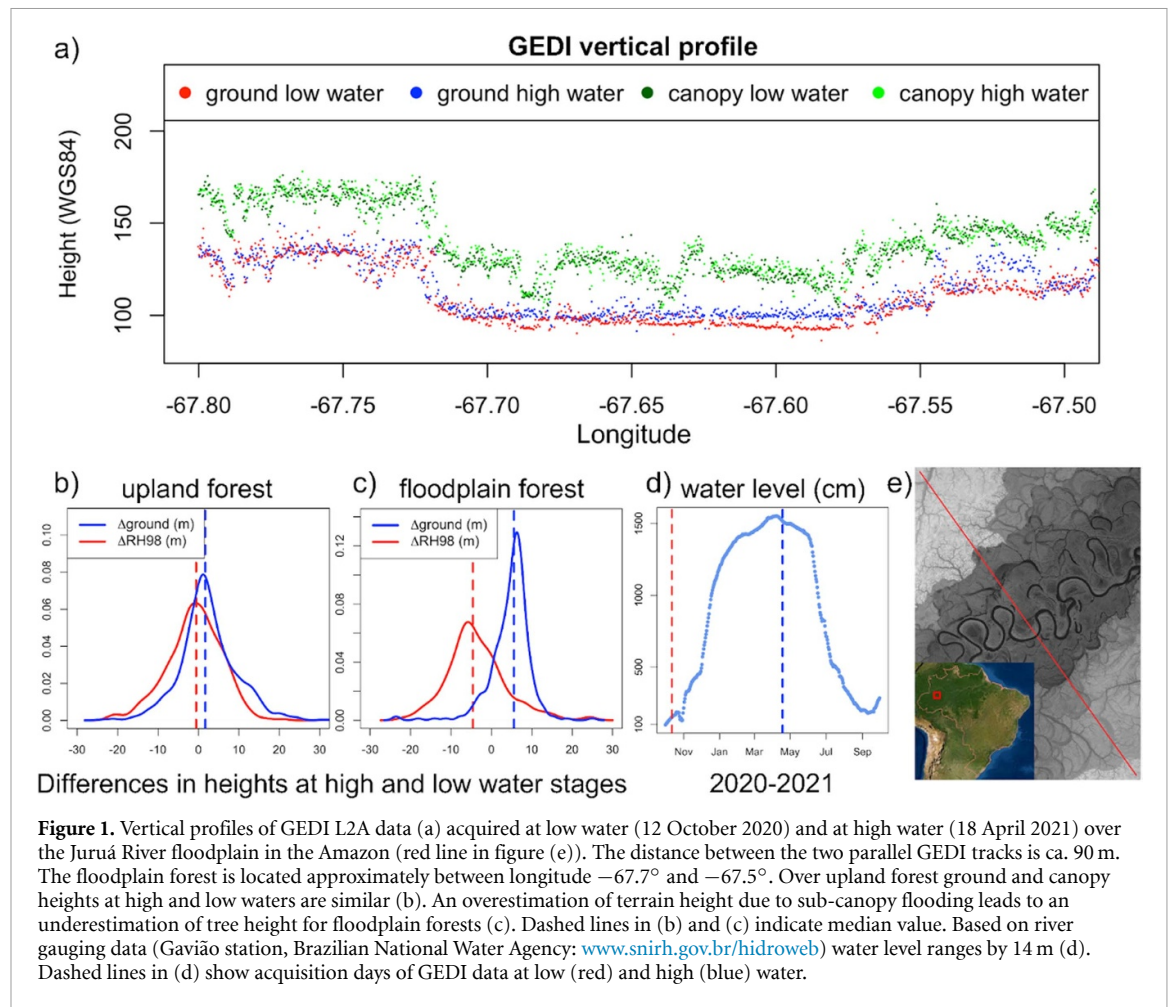 a)
GEDI vertical profile
ground low water ground high water canopy low water canopy high water
Height (WGS84)
200
150
100
-67.80 -67.75 -67.70 -67.65 -67.60 -67.55 -67.50
Longitude
b) upland forest
Δground (m)
ΔRH98 (m)
0.10
0.08
0.06
0.04
0.02
0.00
-30 -20 -10 0 10 20 30
c) floodplain forest
Δground (m)
ΔRH98 (m)
0.12
0.08
0.04
0.00
-30 -20 -10 0 10 20 30
Differences in heights at high and low water stages
d) water level (cm)
1500
1000
500
100
Nov Jan Mar May Jul Sep
2020-2021
e)
Figure 1. Vertical profiles of GEDI L2A data (a) acquired at low water (12 October 2020) and at high water (18 April 2021) over
the Juruá River floodplain in the Amazon (red line in figure (e)). The distance between the two parallel GEDI tracks is ca. 90 m.
The floodplain forest is located approximately between longitude −67.7° and −67.5°. Over upland forest ground and canopy
heights at high and low waters are similar (b). An overestimation of terrain height due to sub-canopy flooding leads to an
underestimation of tree height for floodplain forests (c). Dashed lines in (b) and (c) indicate median value. Based on river
gauging data (Gavião station, Brazilian National Water Agency: www.snirh.gov.br/hidroweb) water level ranges by 14 m (d).
Dashed lines in (d) show acquisition days of GEDI data at low (red) and high (blue) water.